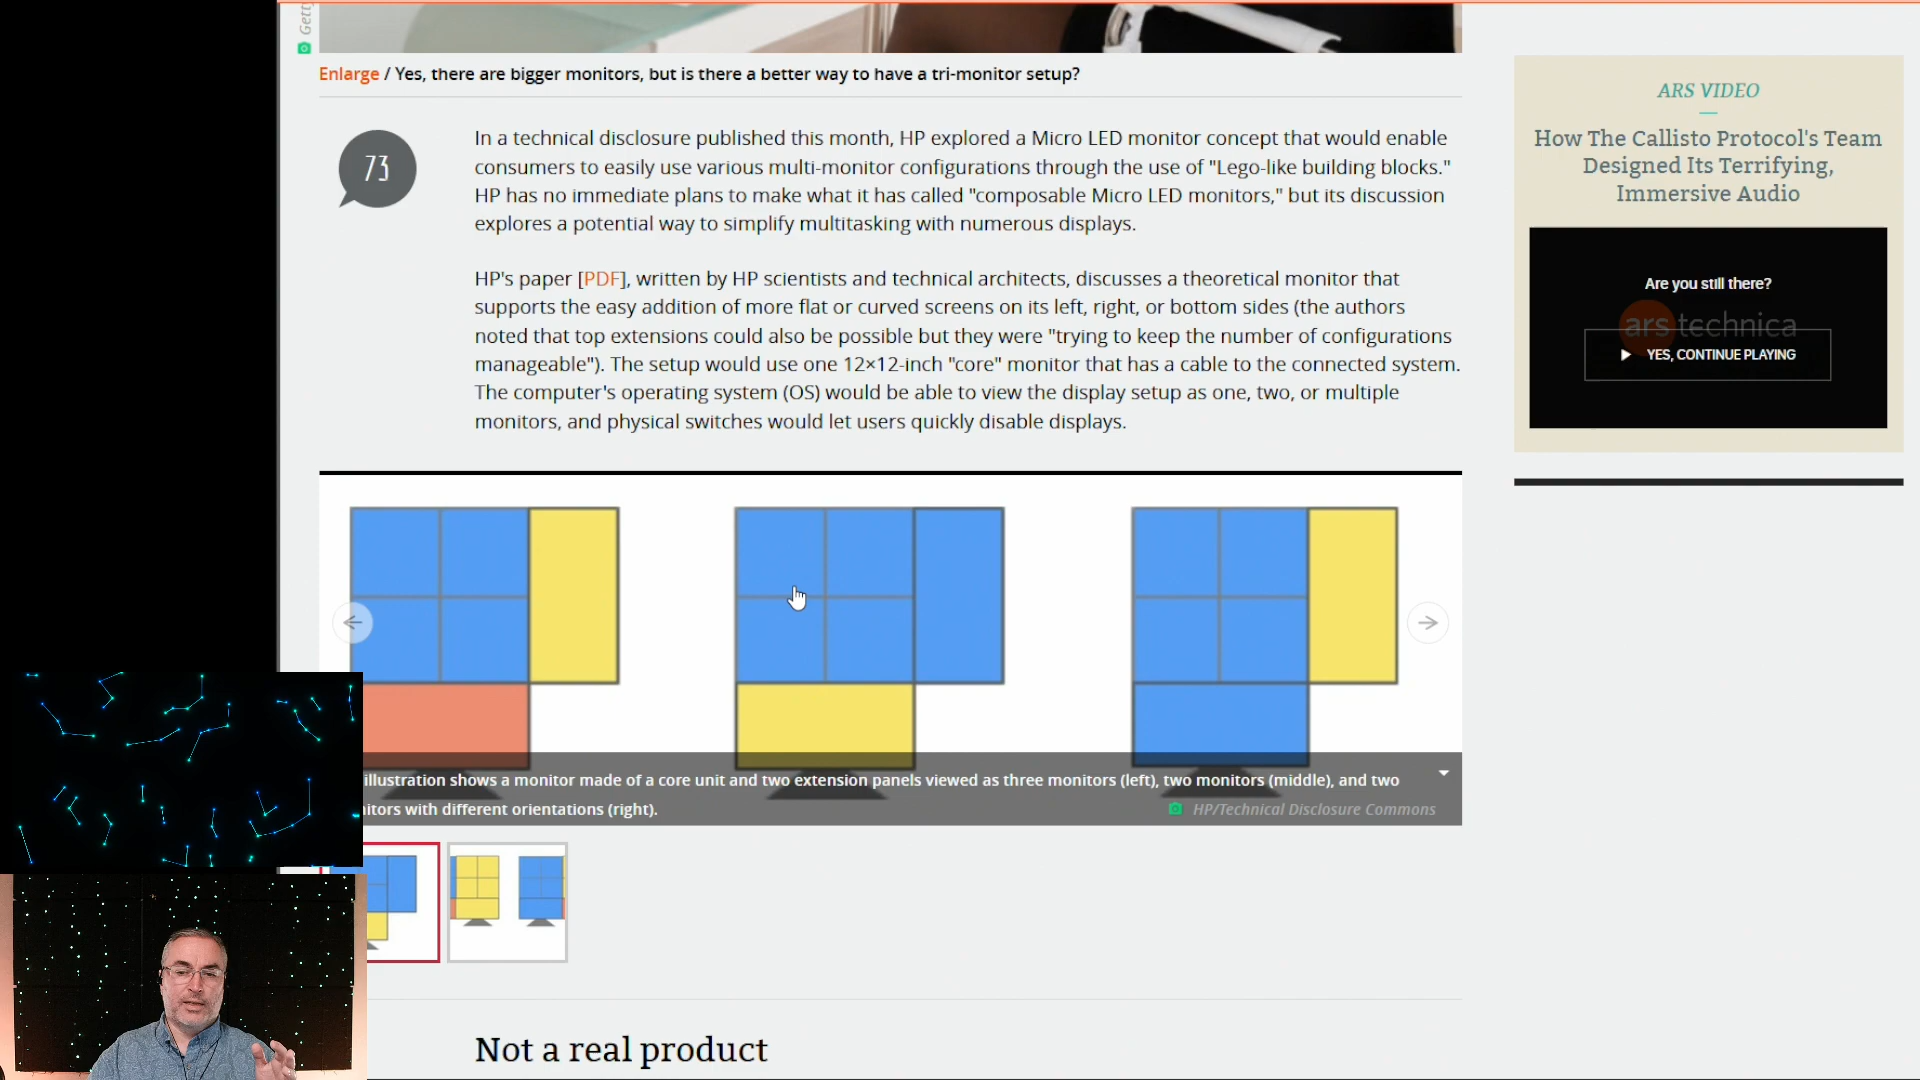 Enlarge / Yes, there are bigger monitors, but is there a better way to have a tri-monitor setup?
73
In a technical disclosure published this month, HP explored a Micro LED monitor concept that would enable
consumers to easily use various multi-monitor configurations through the use of "Lego-like building blocks."
HP has no immediate plans to make what it has called "composable Micro LED monitors," but its discussion
explores a potential way to simplify multitasking with numerous displays.
HP's paper [PDF], written by HP scientists and technical architects, discusses a theoretical monitor that
supports the easy addition of more flat or curved screens on its left, right, or bottom sides (the authors
noted that top extensions could also be possible but they were "trying to keep the number of configurations
manageable"). The setup would use one 12×12-inch "core" monitor that has a cable to the connected system.
The computer's operating system (OS) would be able to view the display setup as one, two, or multiple
monitors, and physical switches would let users quickly disable displays.
illustration shows a monitor made of a core unit and two extension panels viewed as three monitors (left), two monitors (middle), and two
itors with different orientations (right).
HP/Technical Disclosure Commons
Not a real product
ARS VIDEO
How The Callisto Protocol's Team
Designed Its Terrifying,
Immersive Audio
Are you still there?
ars technica
YES, CONTINUE PLAYING